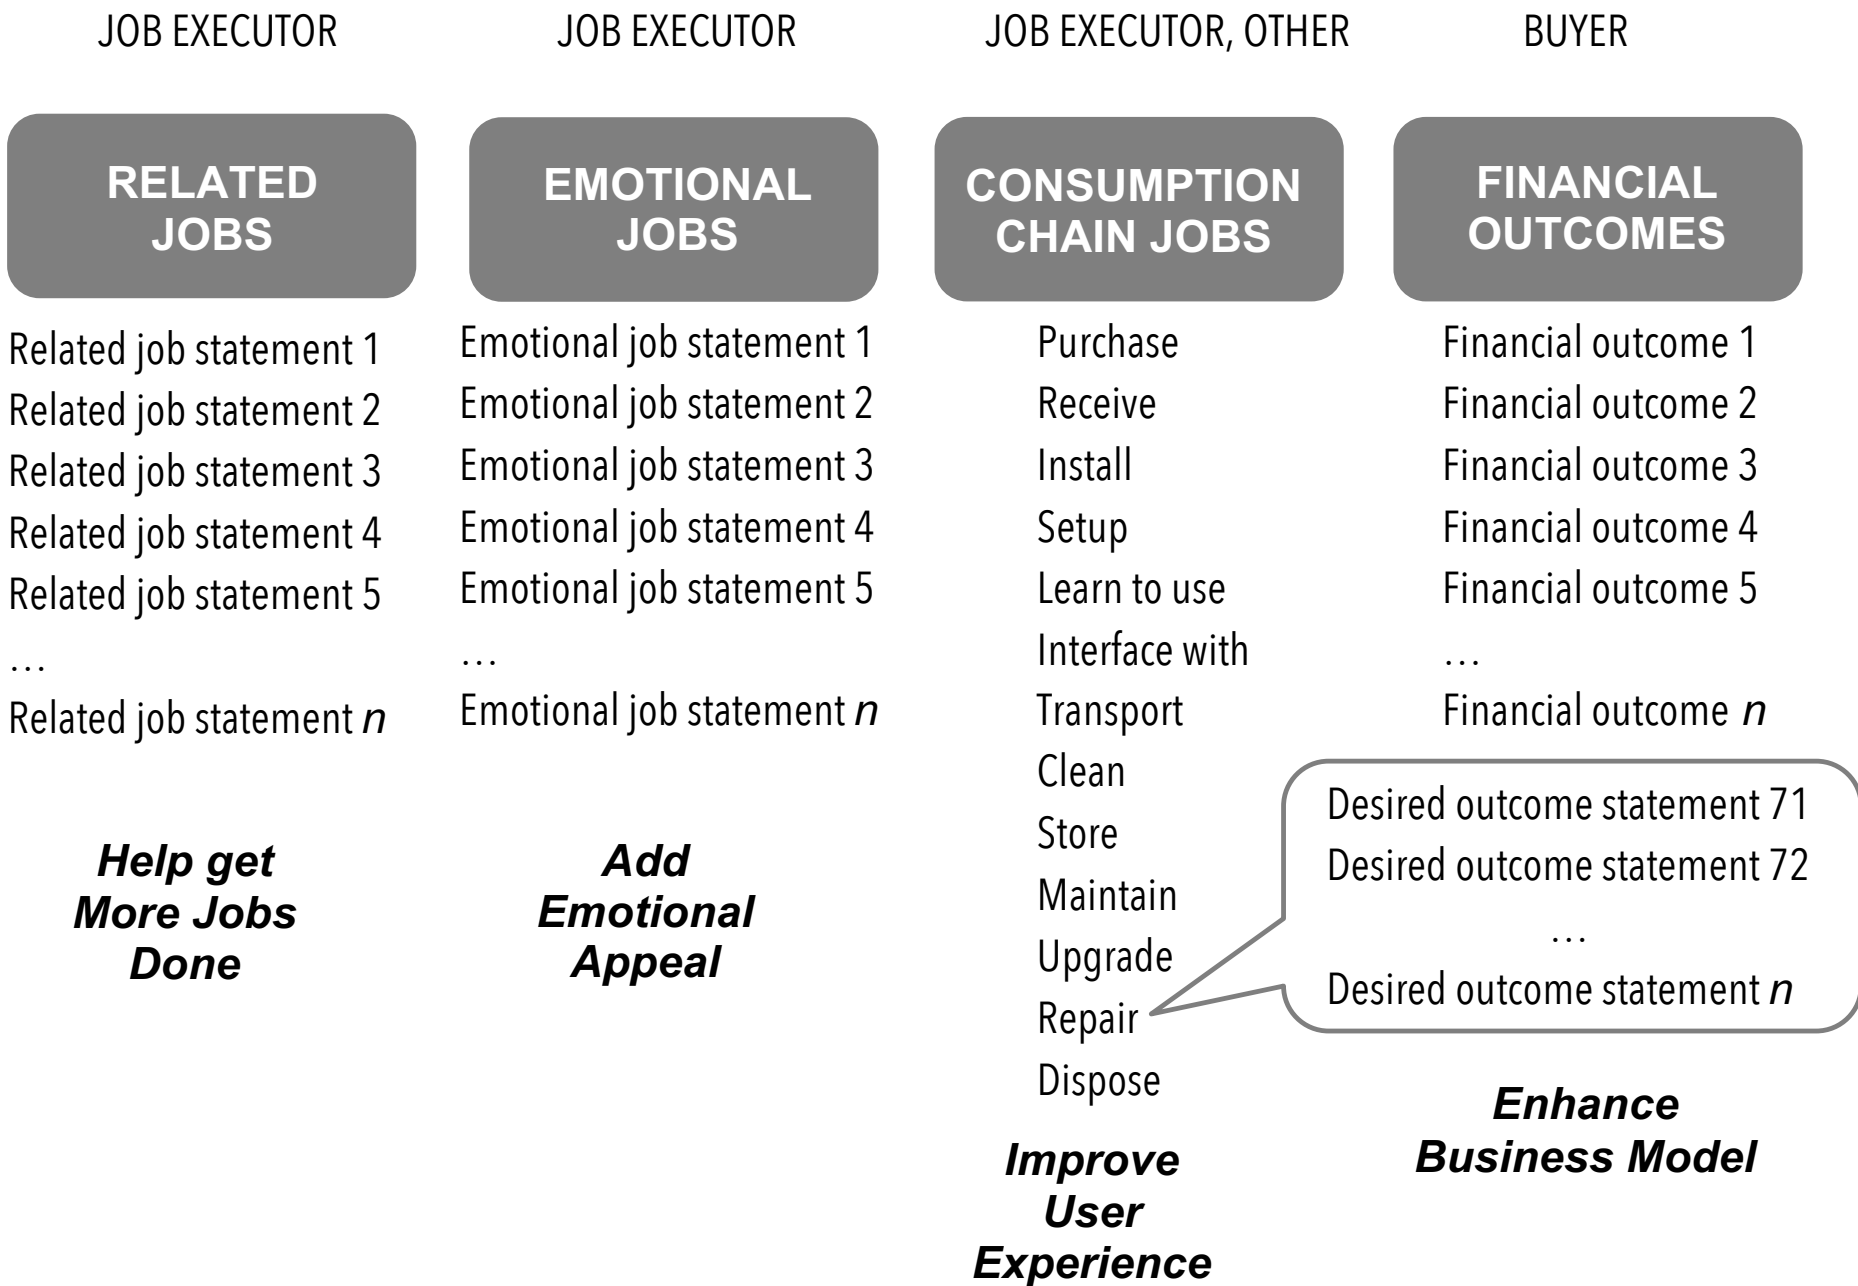 JOB EXECUTOR
RELATED
JOBS
Related job statement 1
Related job statement 2
Related job statement 3
Related job statement 4
Related job statement 5
…
Related job statement n
Help get
More Jobs
Done
JOB EXECUTOR
EMOTIONAL
JOBS
Emotional job statement 1
Emotional job statement 2
Emotional job statement 3
Emotional job statement 4
Emotional job statement 5
…
Emotional job statement n
Add
Emotional
Appeal
JOB EXECUTOR, OTHER
CONSUMPTION
CHAIN JOBS
Purchase
Receive
Install
Setup
Learn to use
Interface with
Transport
Clean
Store
Maintain
Upgrade
Repair
Dispose
Improve
User
Experience
BUYER
FINANCIAL
OUTCOMES
Financial outcome 1
Financial outcome 2
Financial outcome 3
Financial outcome 4
Financial outcome 5
…
Financial outcome n
Desired outcome statement 71
Desired outcome statement 72
…
Desired outcome statement n
Enhance
Business Model